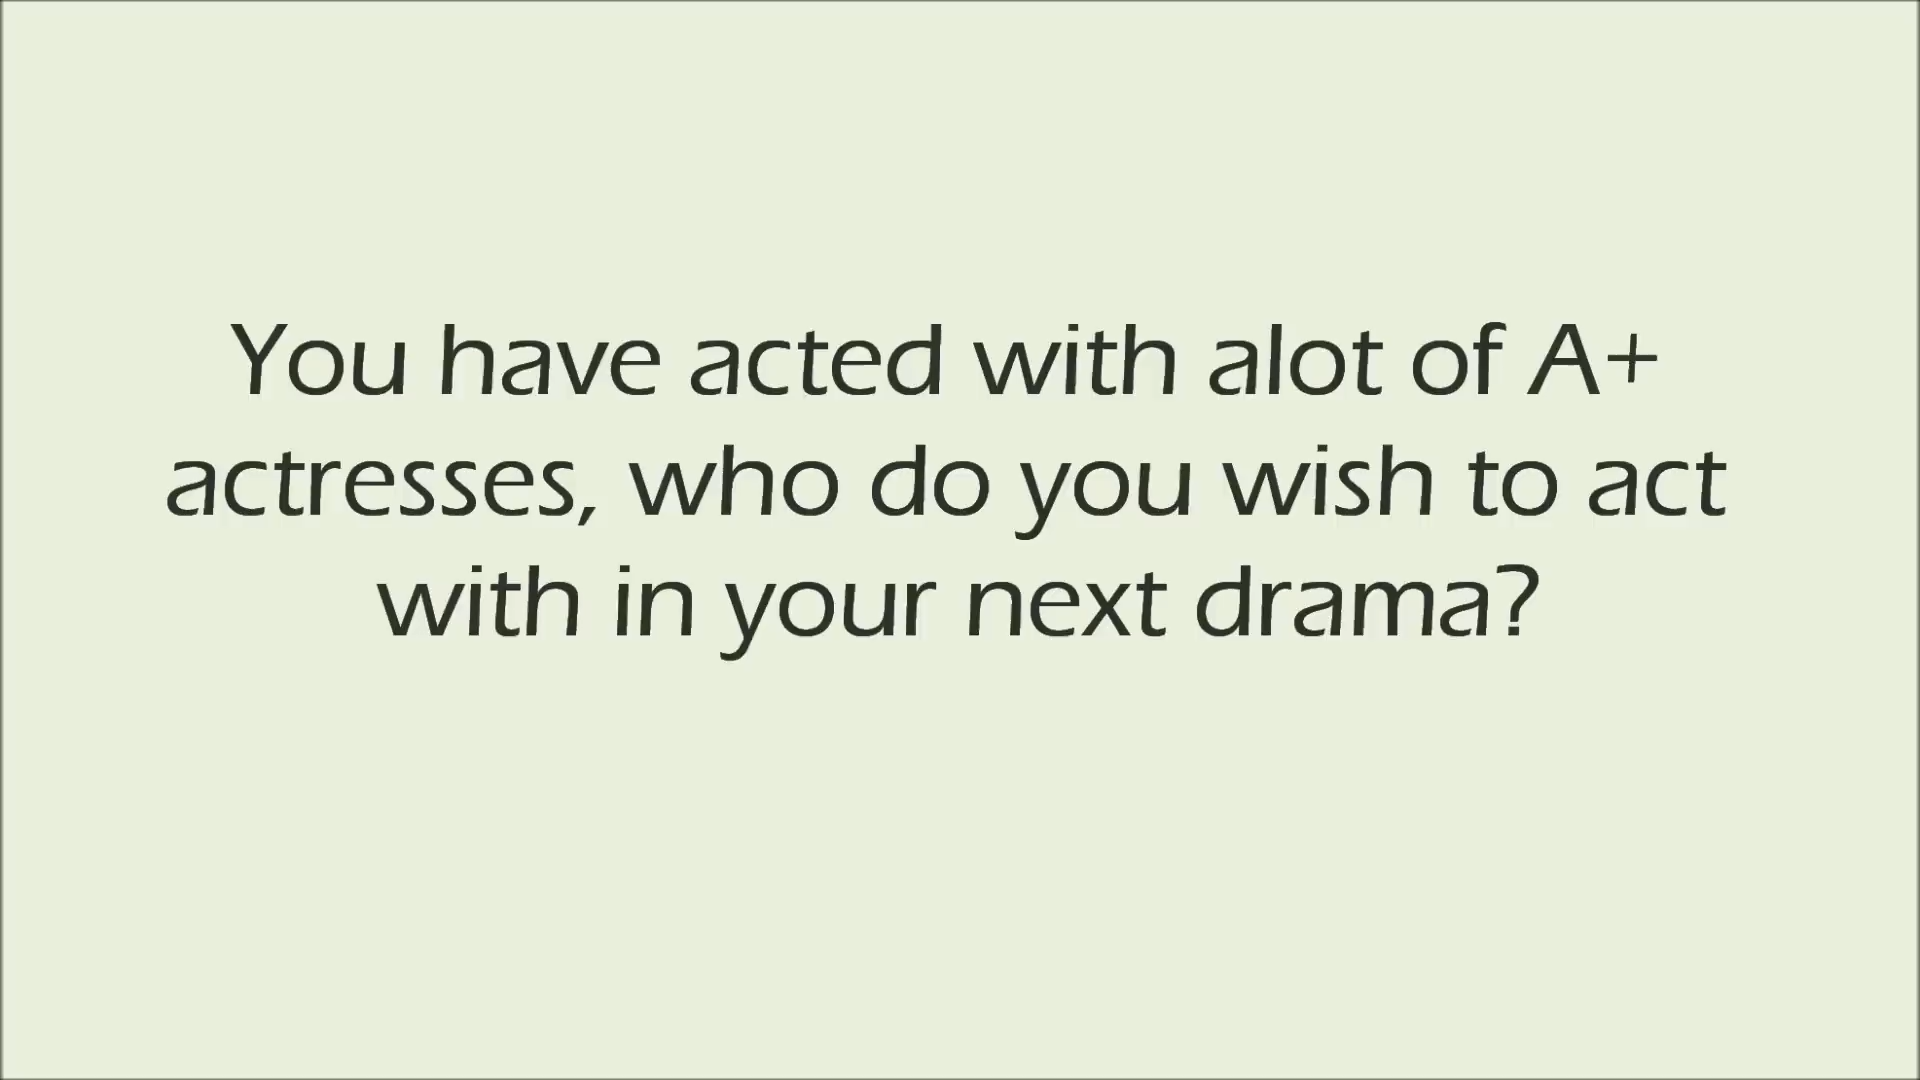 You have acted with alot of A+
actresses, who do you wish to act
with in your next drama?